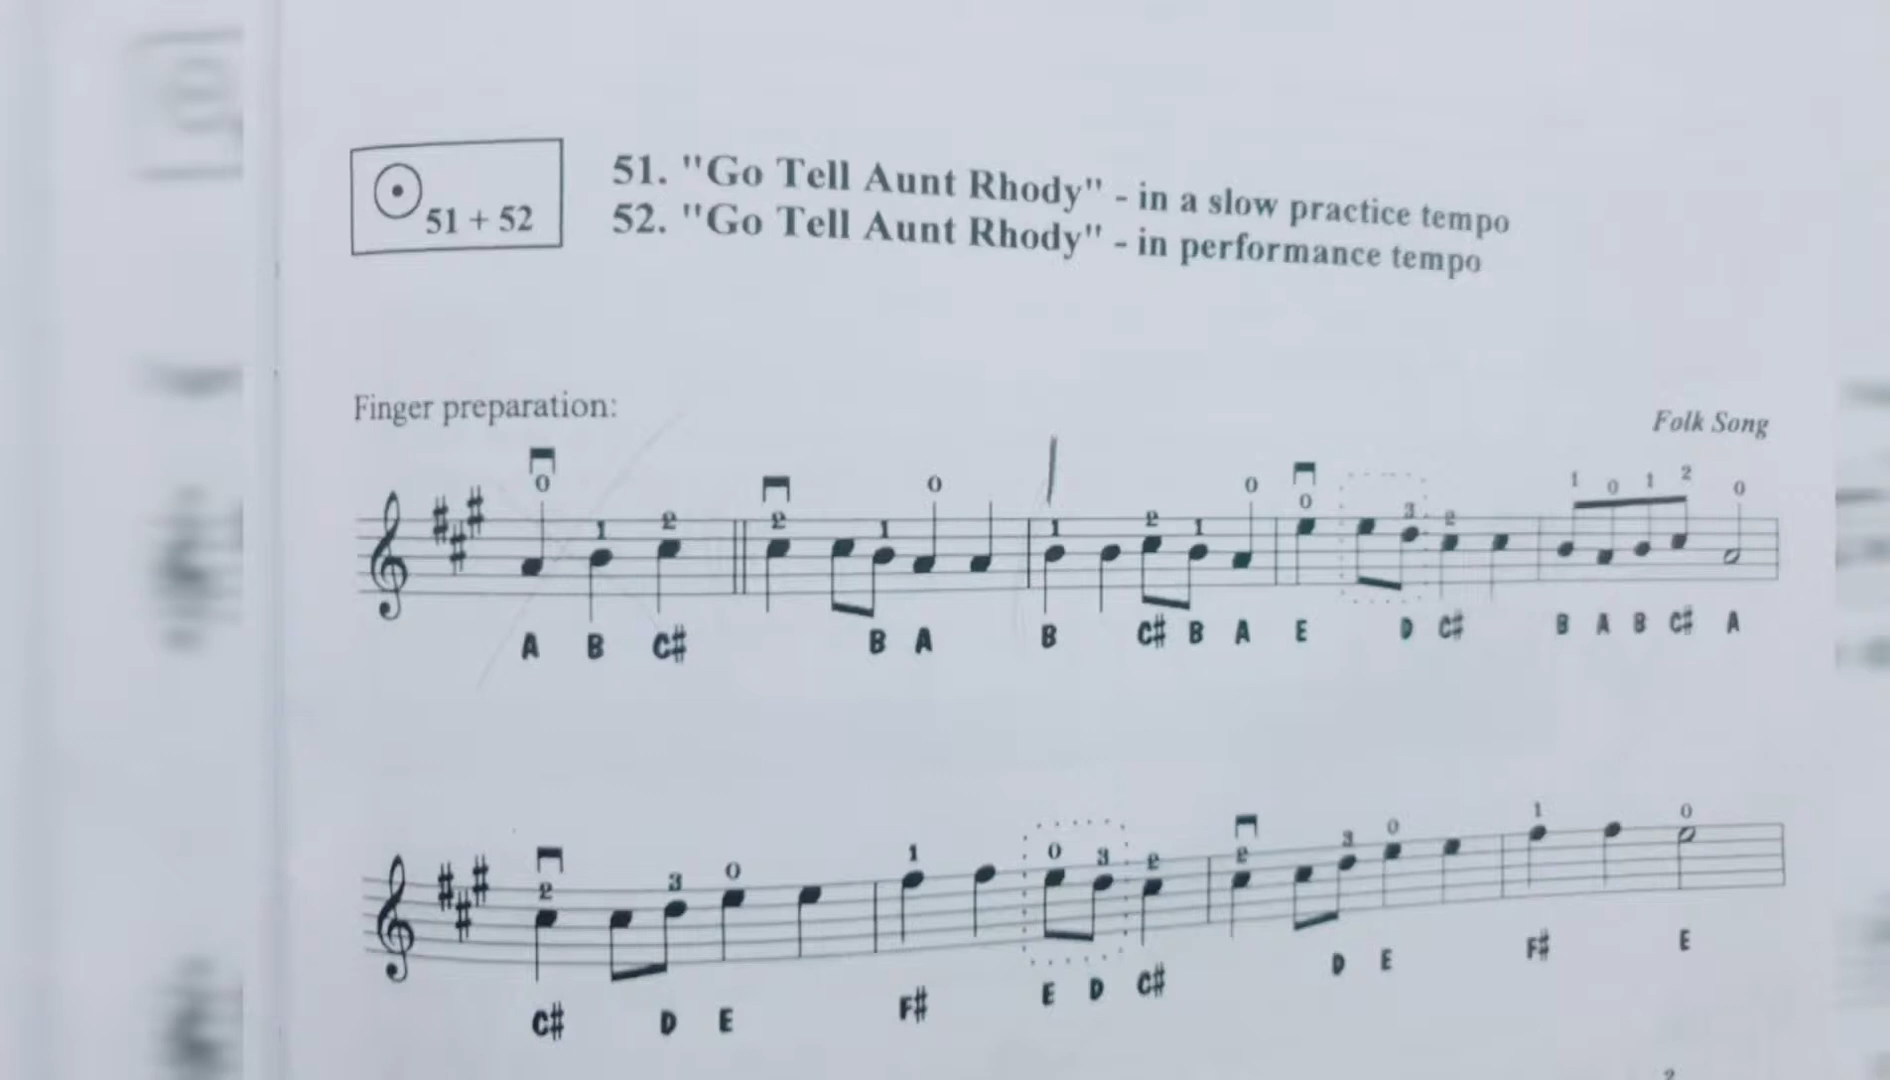 51 + 52
51. "Go Tell Aunt Rhody" - in a slow practice tempo
52. "Go Tell Aunt Rhody" - in performance tempo
Finger preparation:
Folk Song
0 1 2 2 1 0 1 2 1 0 0 3 2 1 0 1 2 0
A B C# B A B C# B A E D C# B A B C# A
2 3 0 1 0 3 2 2 3 0 1 0
C# D E F# E D C# D E F# E
2